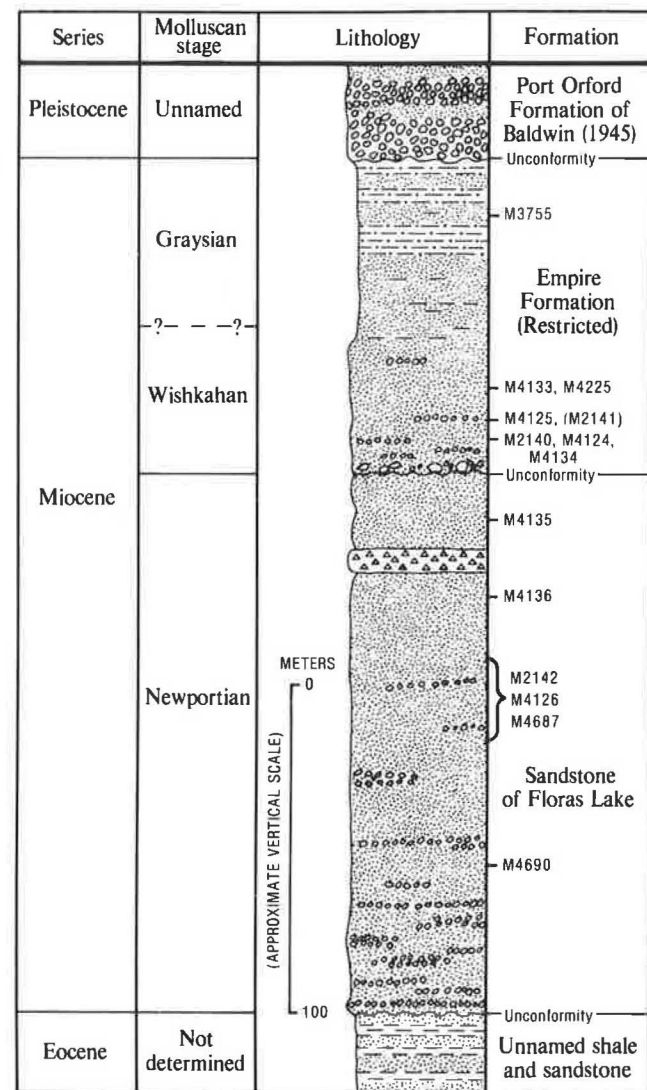 Series
Molluscan
stage
Lithology
Formation
Pleistocene
Unnamed
Port Orford
Formation of
Baldwin (1945)
Unconformity
Graysian
M3755
Empire
Formation
(Restricted)
-?- - - -?-
Wishkahan
M4133, M4225
M4125, (M2141)
M2140, M4124,
M4134
Unconformity
Miocene
Newportian
M4135
M4136
METERS
0
(APPROXIMATE VERTICAL SCALE)
100
M2142
M4126
M4687
Sandstone
of Floras Lake
M4690
Unconformity
Eocene
Not
determined
Unnamed shale
and sandstone